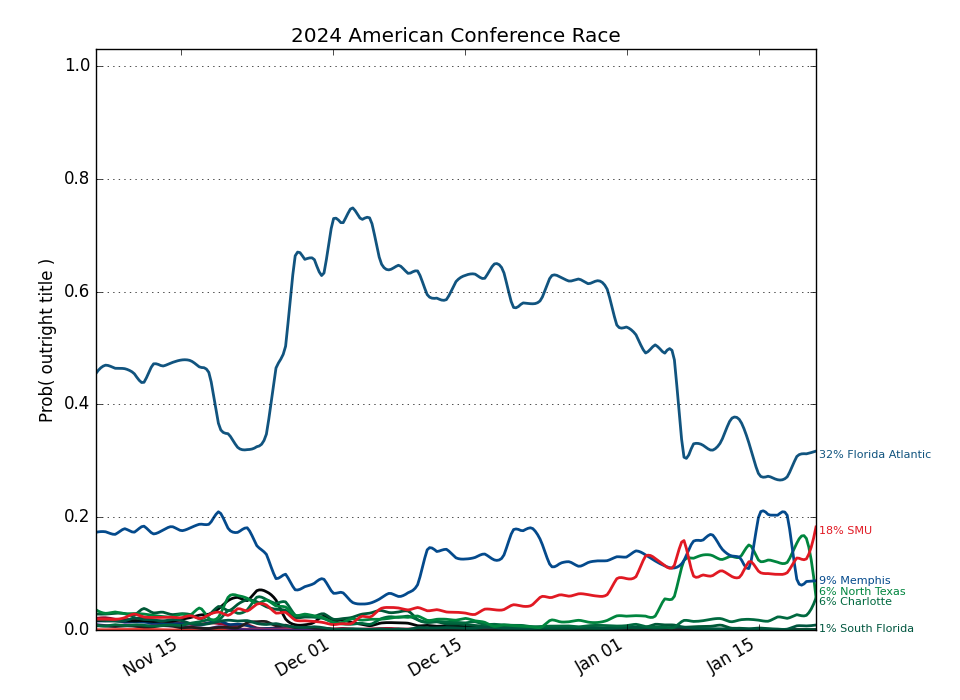 2024 American Conference Race
1.0
0.8
0.6
0.4
0.2
0.0
Prob( outright title )
32% Florida Atlantic
18% SMU
9% Memphis
6% North Texas
6% Charlotte
1% South Florida
Nov 15
Dec 01
Dec 15
Jan 01
Jan 15